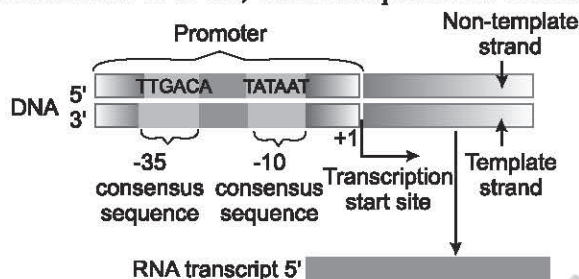 Non-template
strand
Promoter
TTGACA TATAAT
DNA 5'
3'
+1
-35
consensus
sequence
-10
consensus
sequence
Transcription
start site
Template
strand
RNA transcript 5'